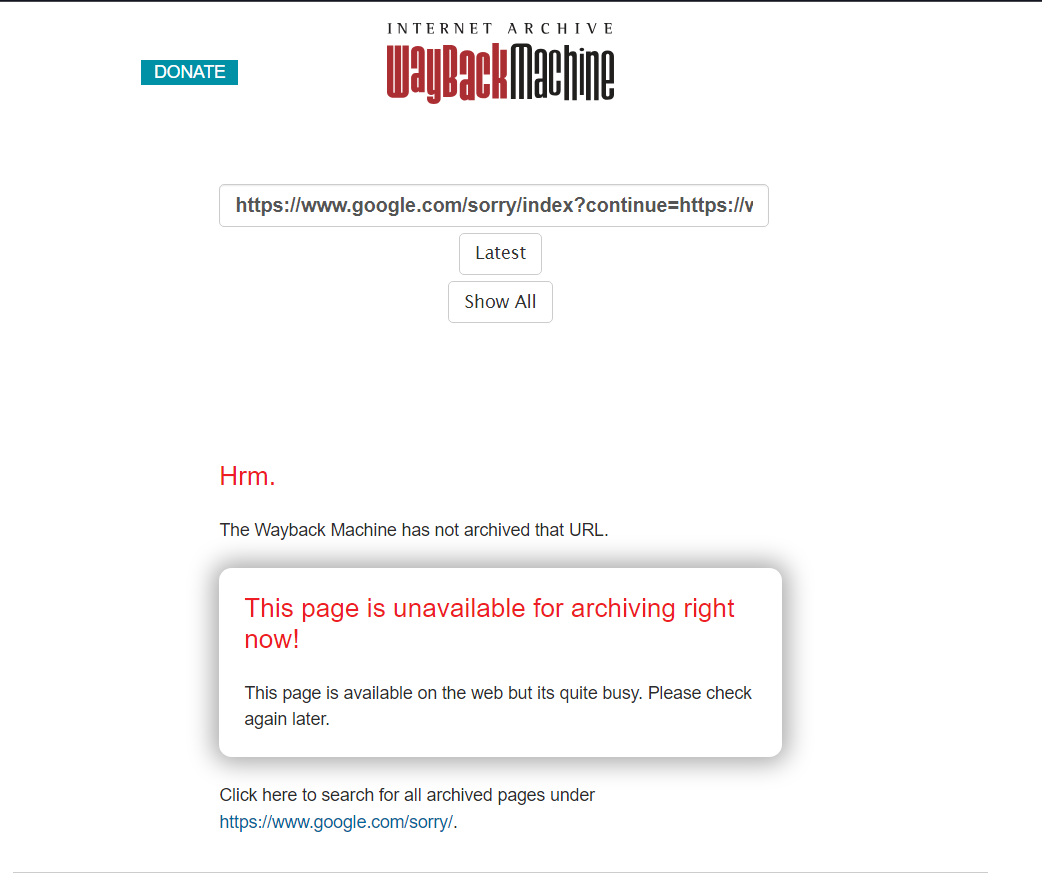 INTERNET ARCHIVE
WayBackMachine
DONATE
https://www.google.com/sorry/index?continue=https://v
Latest
Show All
Hrm.
The Wayback Machine has not archived that URL.
This page is unavailable for archiving right
now!
This page is available on the web but its quite busy. Please check
again later.
Click here to search for all archived pages under
https://www.google.com/sorry/.